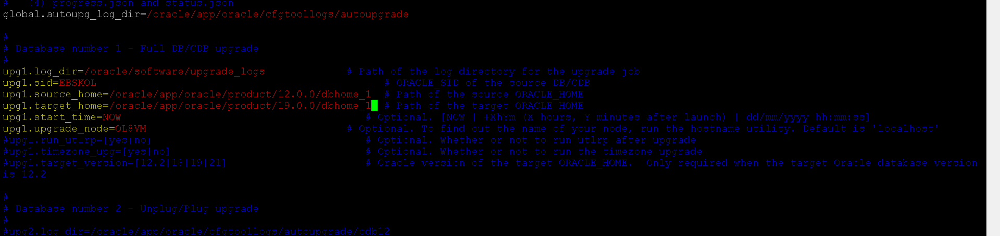 #   (4) progress.json and status.json
global.autoupg_log_dir=/oracle/app/oracle/cfgtoollogs/autoupgrade
#
# Database number 1 - Full DB/CDB upgrade
#
upg1.log_dir=/oracle/software/upgrade_logs             # Path of the log directory for the upgrade job
upg1.sid=EBSKOL                                              # ORACLE_SID of the source DB/CDB
upg1.source_home=/oracle/app/oracle/product/12.0.0/dbhome_1  # Path of the source ORACLE_HOME
upg1.target_home=/oracle/app/oracle/product/19.0.0/dbhome_1  # Path of the target ORACLE_HOME
upg1.start_time=NOW                                       # Optional. [NOW | +XhYm (X hours, Y minutes after launch) | dd/mm/yyyy hh:mm:ss]
upg1.upgrade_node=OL8VM                                # Optional. To find out the name of your node, run the hostname utility. Default is 'localhost'
#upg1.run_utlrp=[yes|no]                                  # Optional. Whether or not to run utlrp after upgrade
#upg1.timezone_upg=[yes|no]                               # Optional. Whether or not to run the timezone upgrade
#upg1.target_version=[12.2|18|19|21]                      # Oracle version of the target ORACLE_HOME.  Only required when the target Oracle database version
is 12.2
#
# Database number 2 - Unplug/Plug upgrade
#
#upg2.log_dir=/oracle/app/oracle/cfgtoollogs/autoupgrade/cdb12